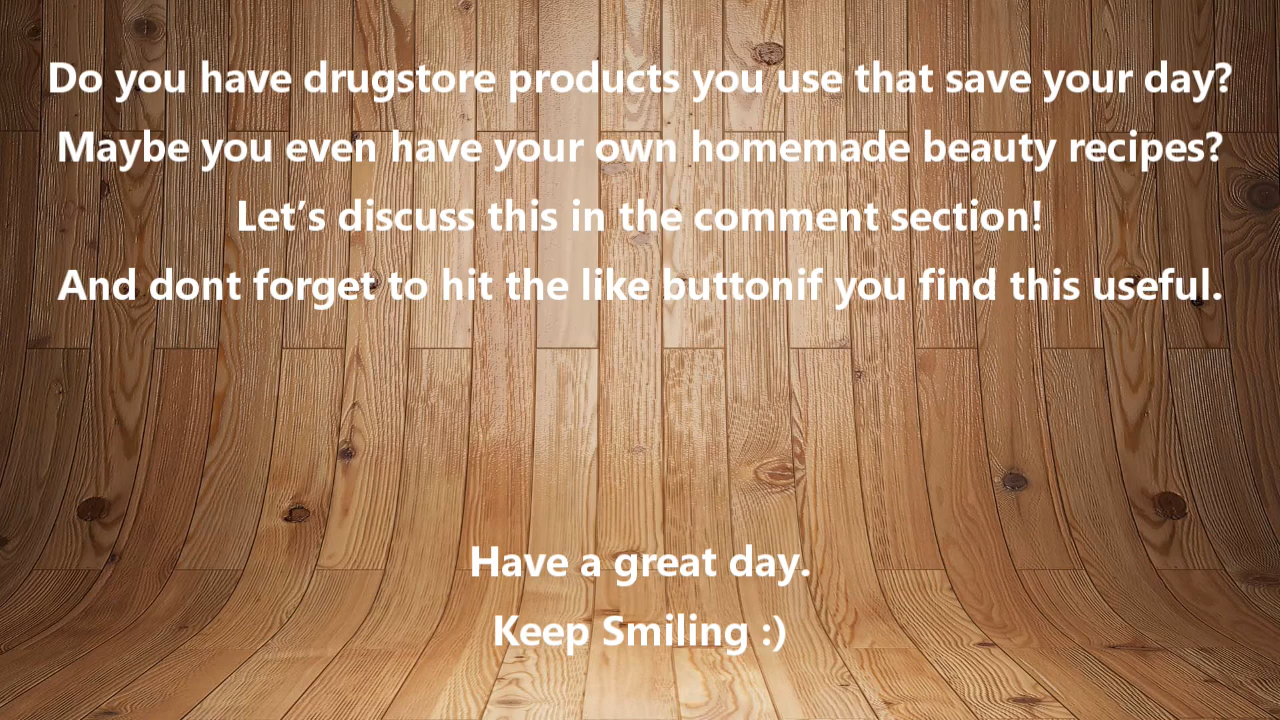 Do you have drugstore products you use that save your day?
Maybe you even have your own homemade beauty recipes?
Let’s discuss this in the comment section!
And dont forget to hit the like buttonif you find this useful.
Have a great day.
Keep Smiling :)